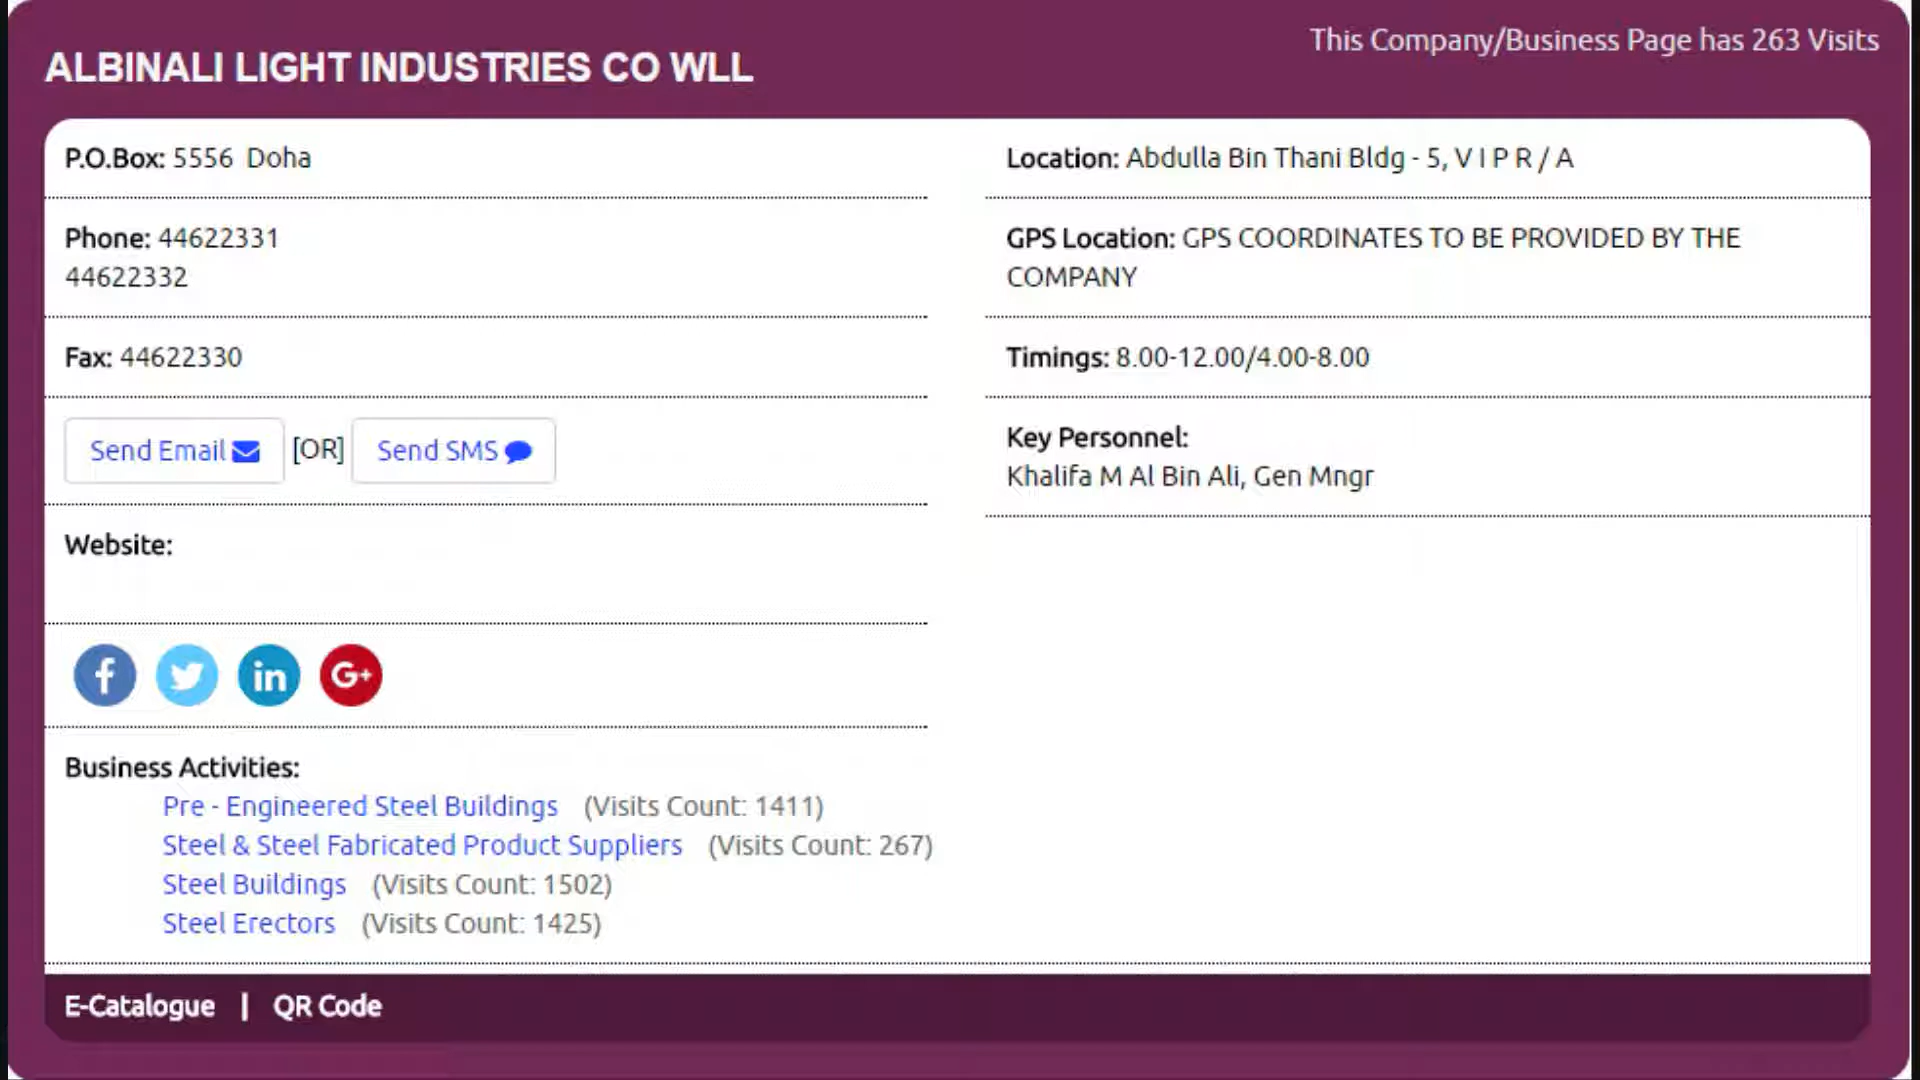 ALBINALI LIGHT INDUSTRIES CO WLL
This Company/Business Page has 263 Visits
P.O.Box: 5556 Doha
Phone: 44622331
44622332
Fax: 44622330
Send Email [OR] Send SMS
Website:
f in G+
Business Activities:
Pre - Engineered Steel Buildings (Visits Count: 1411)
Steel & Steel Fabricated Product Suppliers (Visits Count: 267)
Steel Buildings (Visits Count: 1502)
Steel Erectors (Visits Count: 1425)
Location: Abdulla Bin Thani Bldg - 5, V I P R / A
GPS Location: GPS COORDINATES TO BE PROVIDED BY THE
COMPANY
Timings: 8.00-12.00/4.00-8.00
Key Personnel:
Khalifa M Al Bin Ali, Gen Mngr
E-Catalogue | QR Code